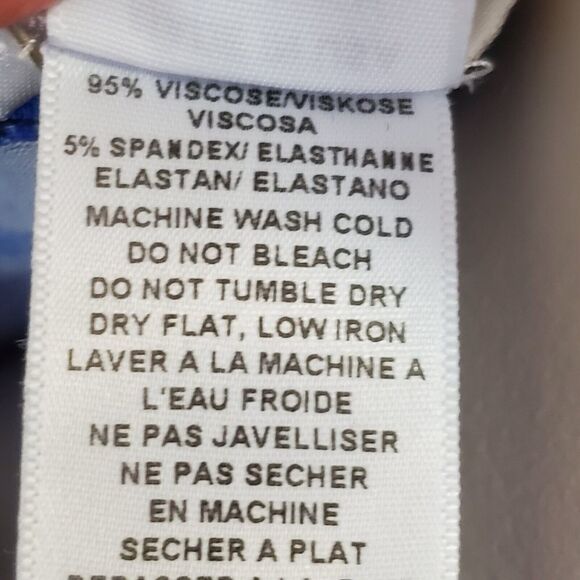 95% VISCOSE/VISKOSE
VISCOSA
5% SPANDEX/ ELASTHANNE
ELASTAN/ ELASTANO
MACHINE WASH COLD
DO NOT BLEACH
DO NOT TUMBLE DRY
DRY FLAT, LOW IRON
LAVER A LA MACHINE A
L'EAU FROIDE
NE PAS JAVELLISER
NE PAS SECHER
EN MACHINE
SECHER A PLAT